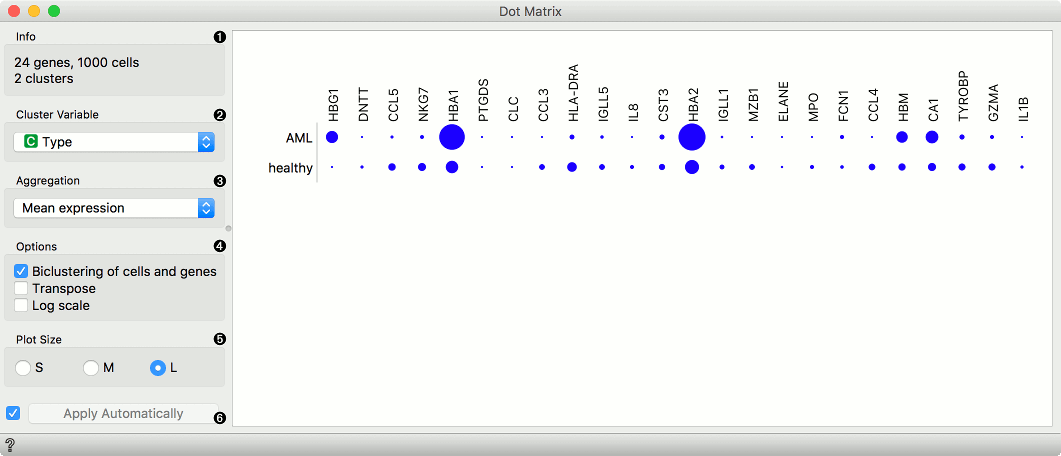 Dot Matrix
Info ❶
24 genes, 1000 cells
2 clusters
Cluster Variable ❷
C Type
Aggregation ❸
Mean expression
Options ❹
Biclustering of cells and genes
Transpose
Log scale
Plot Size ❺
S M L
Apply Automatically ❻
?
HBG1 DNTT CCL5 NKG7 HBA1 PTGDS CLC CCL3 HLA-DRA IGLL5 IL8 CST3 HBA2 IGLL1 MZB1 ELANE MPO FCN1 CCL4 HBM CA1 TYROBP GZMA IL1B
AML
healthy